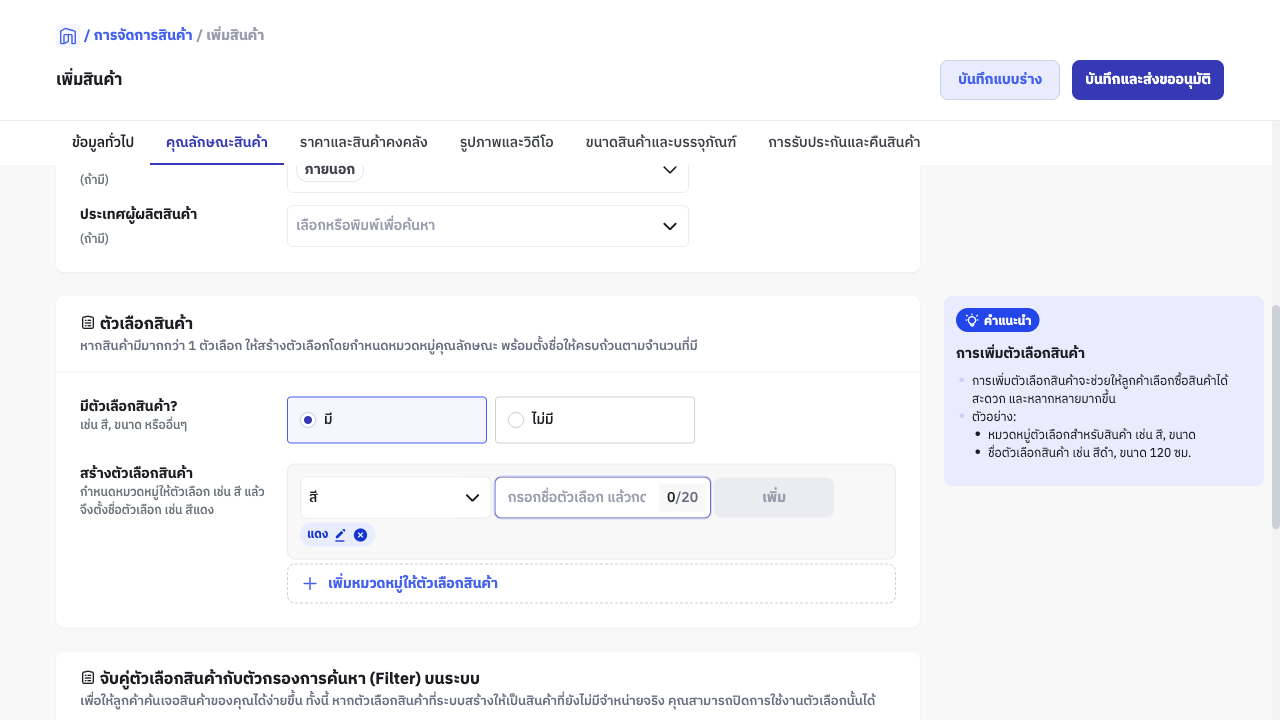 / การจัดการสินค้า / เพิ่มสินค้า
เพิ่มสินค้า
บันทึกแบบร่าง
บันทึกและส่งขออนุมัติ
ข้อมูลทั่วไป คุณลักษณะสินค้า ราคาและสินค้าคงคลัง รูปภาพและวิดีโอ ขนาดสินค้าและบรรจุภัณฑ์ การรับประกันและคืนสินค้า
(ถ้ามี)
ภายนอก
ประเทศผู้ผลิตสินค้า
(ถ้ามี)
เลือกหรือพิมพ์เพื่อค้นหา
ตัวเลือกสินค้า
หากสินค้ามีมากกว่า 1 ตัวเลือก ให้สร้างตัวเลือกโดยกำหนดหมวดหมู่คุณลักษณะ พร้อมตั้งชื่อให้ครบถ้วนตามจำนวนที่มี
มีตัวเลือกสินค้า?
เช่น สี, ขนาด หรืออื่นๆ
มี
ไม่มี
สร้างตัวเลือกสินค้า
กำหนดหมวดหมู่ให้ตัวเลือก เช่น สี แล้ว
จึงตั้งชื่อตัวเลือก เช่น สีแดง
สี
กรอกชื่อตัวเลือก แล้วกด
0/20
เพิ่ม
แดง
เพิ่มหมวดหมู่ให้ตัวเลือกสินค้า
คำแนะนำ
การเพิ่มตัวเลือกสินค้า
การเพิ่มตัวเลือกสินค้าจะช่วยให้ลูกค้าเลือกซื้อสินค้าได้
สะดวก และหลากหลายมากขึ้น
ตัวอย่าง:
หมวดหมู่ตัวเลือกสำหรับสินค้า เช่น สี, ขนาด
ชื่อตัวเลือกสินค้า เช่น สีดำ, ขนาด 120 ซม.
จับคู่ตัวเลือกสินค้ากับตัวกรองการค้นหา (Filter) บนระบบ
เพื่อให้ลูกค้าค้นเจอสินค้าของคุณได้ง่ายขึ้น ทั้งนี้ หากตัวเลือกสินค้าที่ระบบสร้างให้เป็นสินค้าที่ยังไม่มีจำหน่ายจริง คุณสามารถปิดการใช้งานตัวเลือกนั้นได้